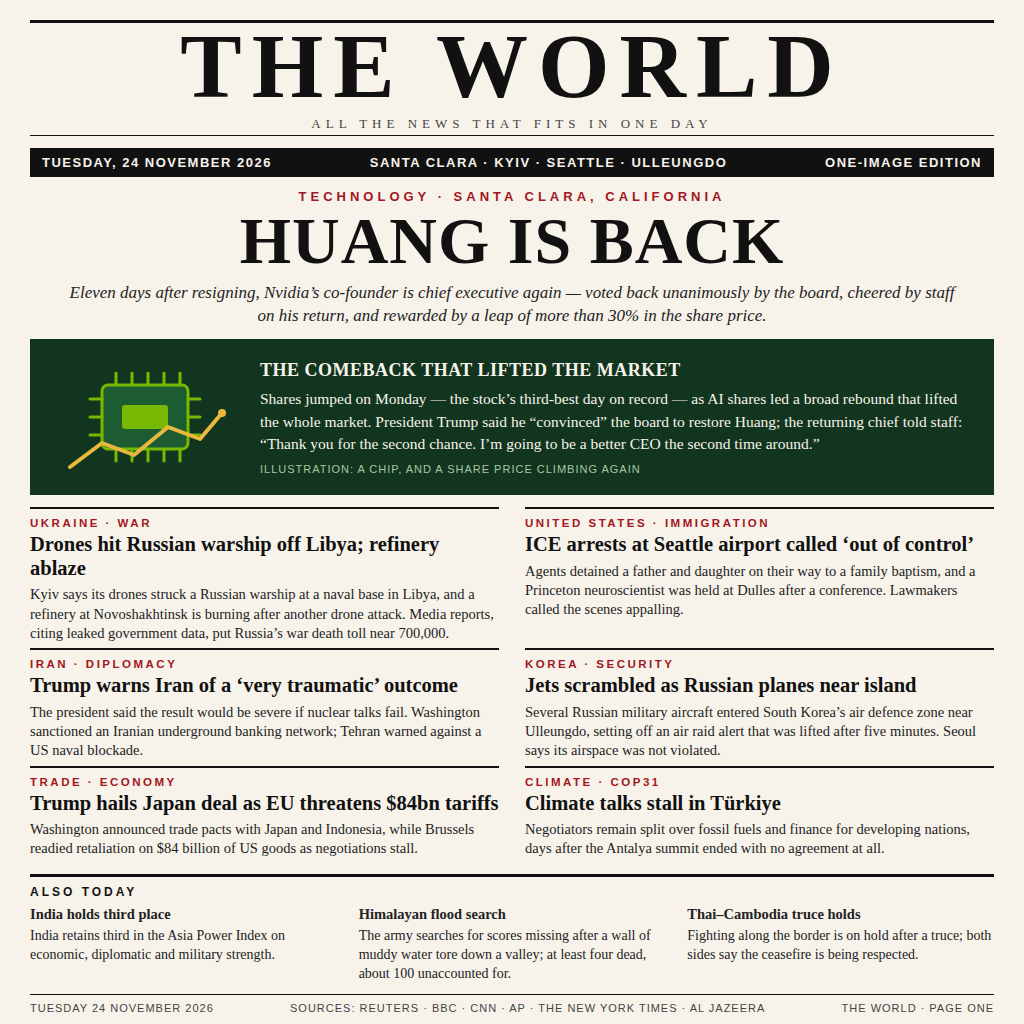 THE WORLD
ALL THE NEWS THAT FITS IN ONE DAY
TUESDAY, 24 NOVEMBER 2026
SANTA CLARA · KYIV · SEATTLE · ULLEUNGDO
ONE-IMAGE EDITION
TECHNOLOGY · SANTA CLARA, CALIFORNIA
HUANG IS BACK
Eleven days after resigning, Nvidia’s co-founder is chief executive again — voted back unanimously by the board, cheered by staff
on his return, and rewarded by a leap of more than 30% in the share price.
THE COMEBACK THAT LIFTED THE MARKET
Shares jumped on Monday — the stock’s third-best day on record — as AI shares led a broad rebound that lifted
the whole market. President Trump said he “convinced” the board to restore Huang; the returning chief told staff:
“Thank you for the second chance. I’m going to be a better CEO the second time around.”
ILLUSTRATION: A CHIP, AND A SHARE PRICE CLIMBING AGAIN
UKRAINE · WAR
Drones hit Russian warship off Libya; refinery
ablaze
Kyiv says its drones struck a Russian warship at a naval base in Libya, and a
refinery at Novoshakhtinsk is burning after another drone attack. Media reports,
citing leaked government data, put Russia’s war death toll near 700,000.
UNITED STATES · IMMIGRATION
ICE arrests at Seattle airport called ‘out of control’
Agents detained a father and daughter on their way to a family baptism, and a
Princeton neuroscientist was held at Dulles after a conference. Lawmakers
called the scenes appalling.
IRAN · DIPLOMACY
Trump warns Iran of a ‘very traumatic’ outcome
The president said the result would be severe if nuclear talks fail. Washington
sanctioned an Iranian underground banking network; Tehran warned against a
US naval blockade.
KOREA · SECURITY
Jets scrambled as Russian planes near island
Several Russian military aircraft entered South Korea’s air defence zone near
Ulleungdo, setting off an air raid alert that was lifted after five minutes. Seoul
says its airspace was not violated.
TRADE · ECONOMY
Trump hails Japan deal as EU threatens $84bn tariffs
Washington announced trade pacts with Japan and Indonesia, while Brussels
readied retaliation on $84 billion of US goods as negotiations stall.
CLIMATE · COP31
Climate talks stall in Türkiye
Negotiators remain split over fossil fuels and finance for developing nations,
days after the Antalya summit ended with no agreement at all.
ALSO TODAY
India holds third place
India retains third in the Asia Power Index on
economic, diplomatic and military strength.
Himalayan flood search
The army searches for scores missing after a wall of
muddy water tore down a valley; at least four dead,
about 100 unaccounted for.
Thai–Cambodia truce holds
Fighting along the border is on hold after a truce; both
sides say the ceasefire is being respected.
TUESDAY 24 NOVEMBER 2026
SOURCES: REUTERS · BBC · CNN · AP · THE NEW YORK TIMES · AL JAZEERA
THE WORLD · PAGE ONE